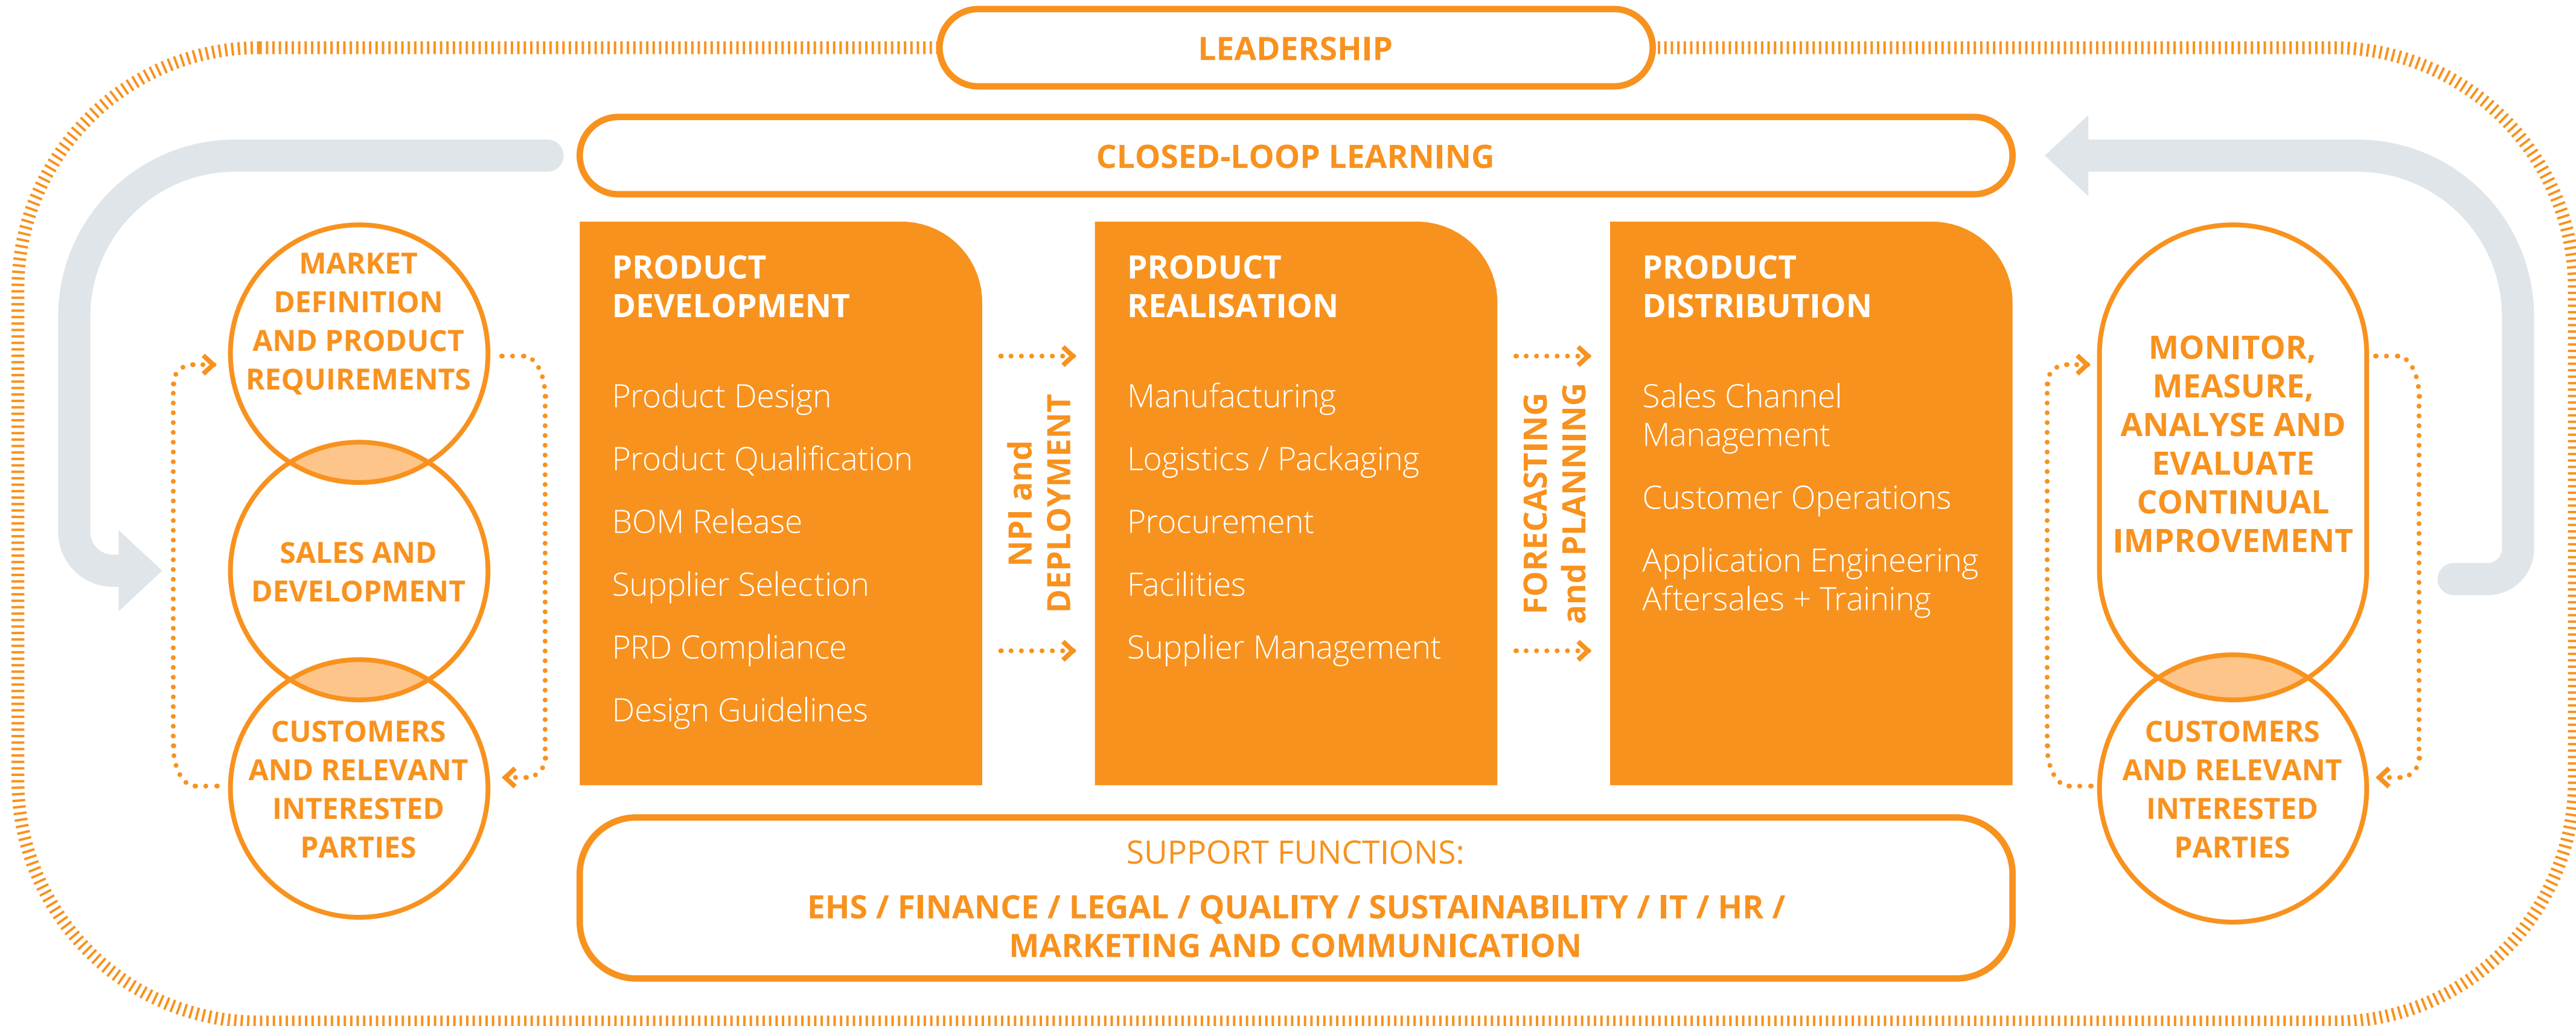 LEADERSHIP
CLOSED-LOOP LEARNING
MARKET
DEFINITION
AND PRODUCT
REQUIREMENTS
SALES AND
DEVELOPMENT
CUSTOMERS
AND RELEVANT
INTERESTED
PARTIES
PRODUCT
DEVELOPMENT
Product Design
Product Qualification
BOM Release
Supplier Selection
PRD Compliance
Design Guidelines
NPI and
DEPLOYMENT
PRODUCT
REALISATION
Manufacturing
Logistics / Packaging
Procurement
Facilities
Supplier Management
FORECASTING
and PLANNING
PRODUCT
DISTRIBUTION
Sales Channel
Management
Customer Operations
Application Engineering
Aftersales + Training
MONITOR,
MEASURE,
ANALYSE AND
EVALUATE
CONTINUAL
IMPROVEMENT
CUSTOMERS
AND RELEVANT
INTERESTED
PARTIES
SUPPORT FUNCTIONS:
EHS / FINANCE / LEGAL / QUALITY / SUSTAINABILITY / IT / HR /
MARKETING AND COMMUNICATION